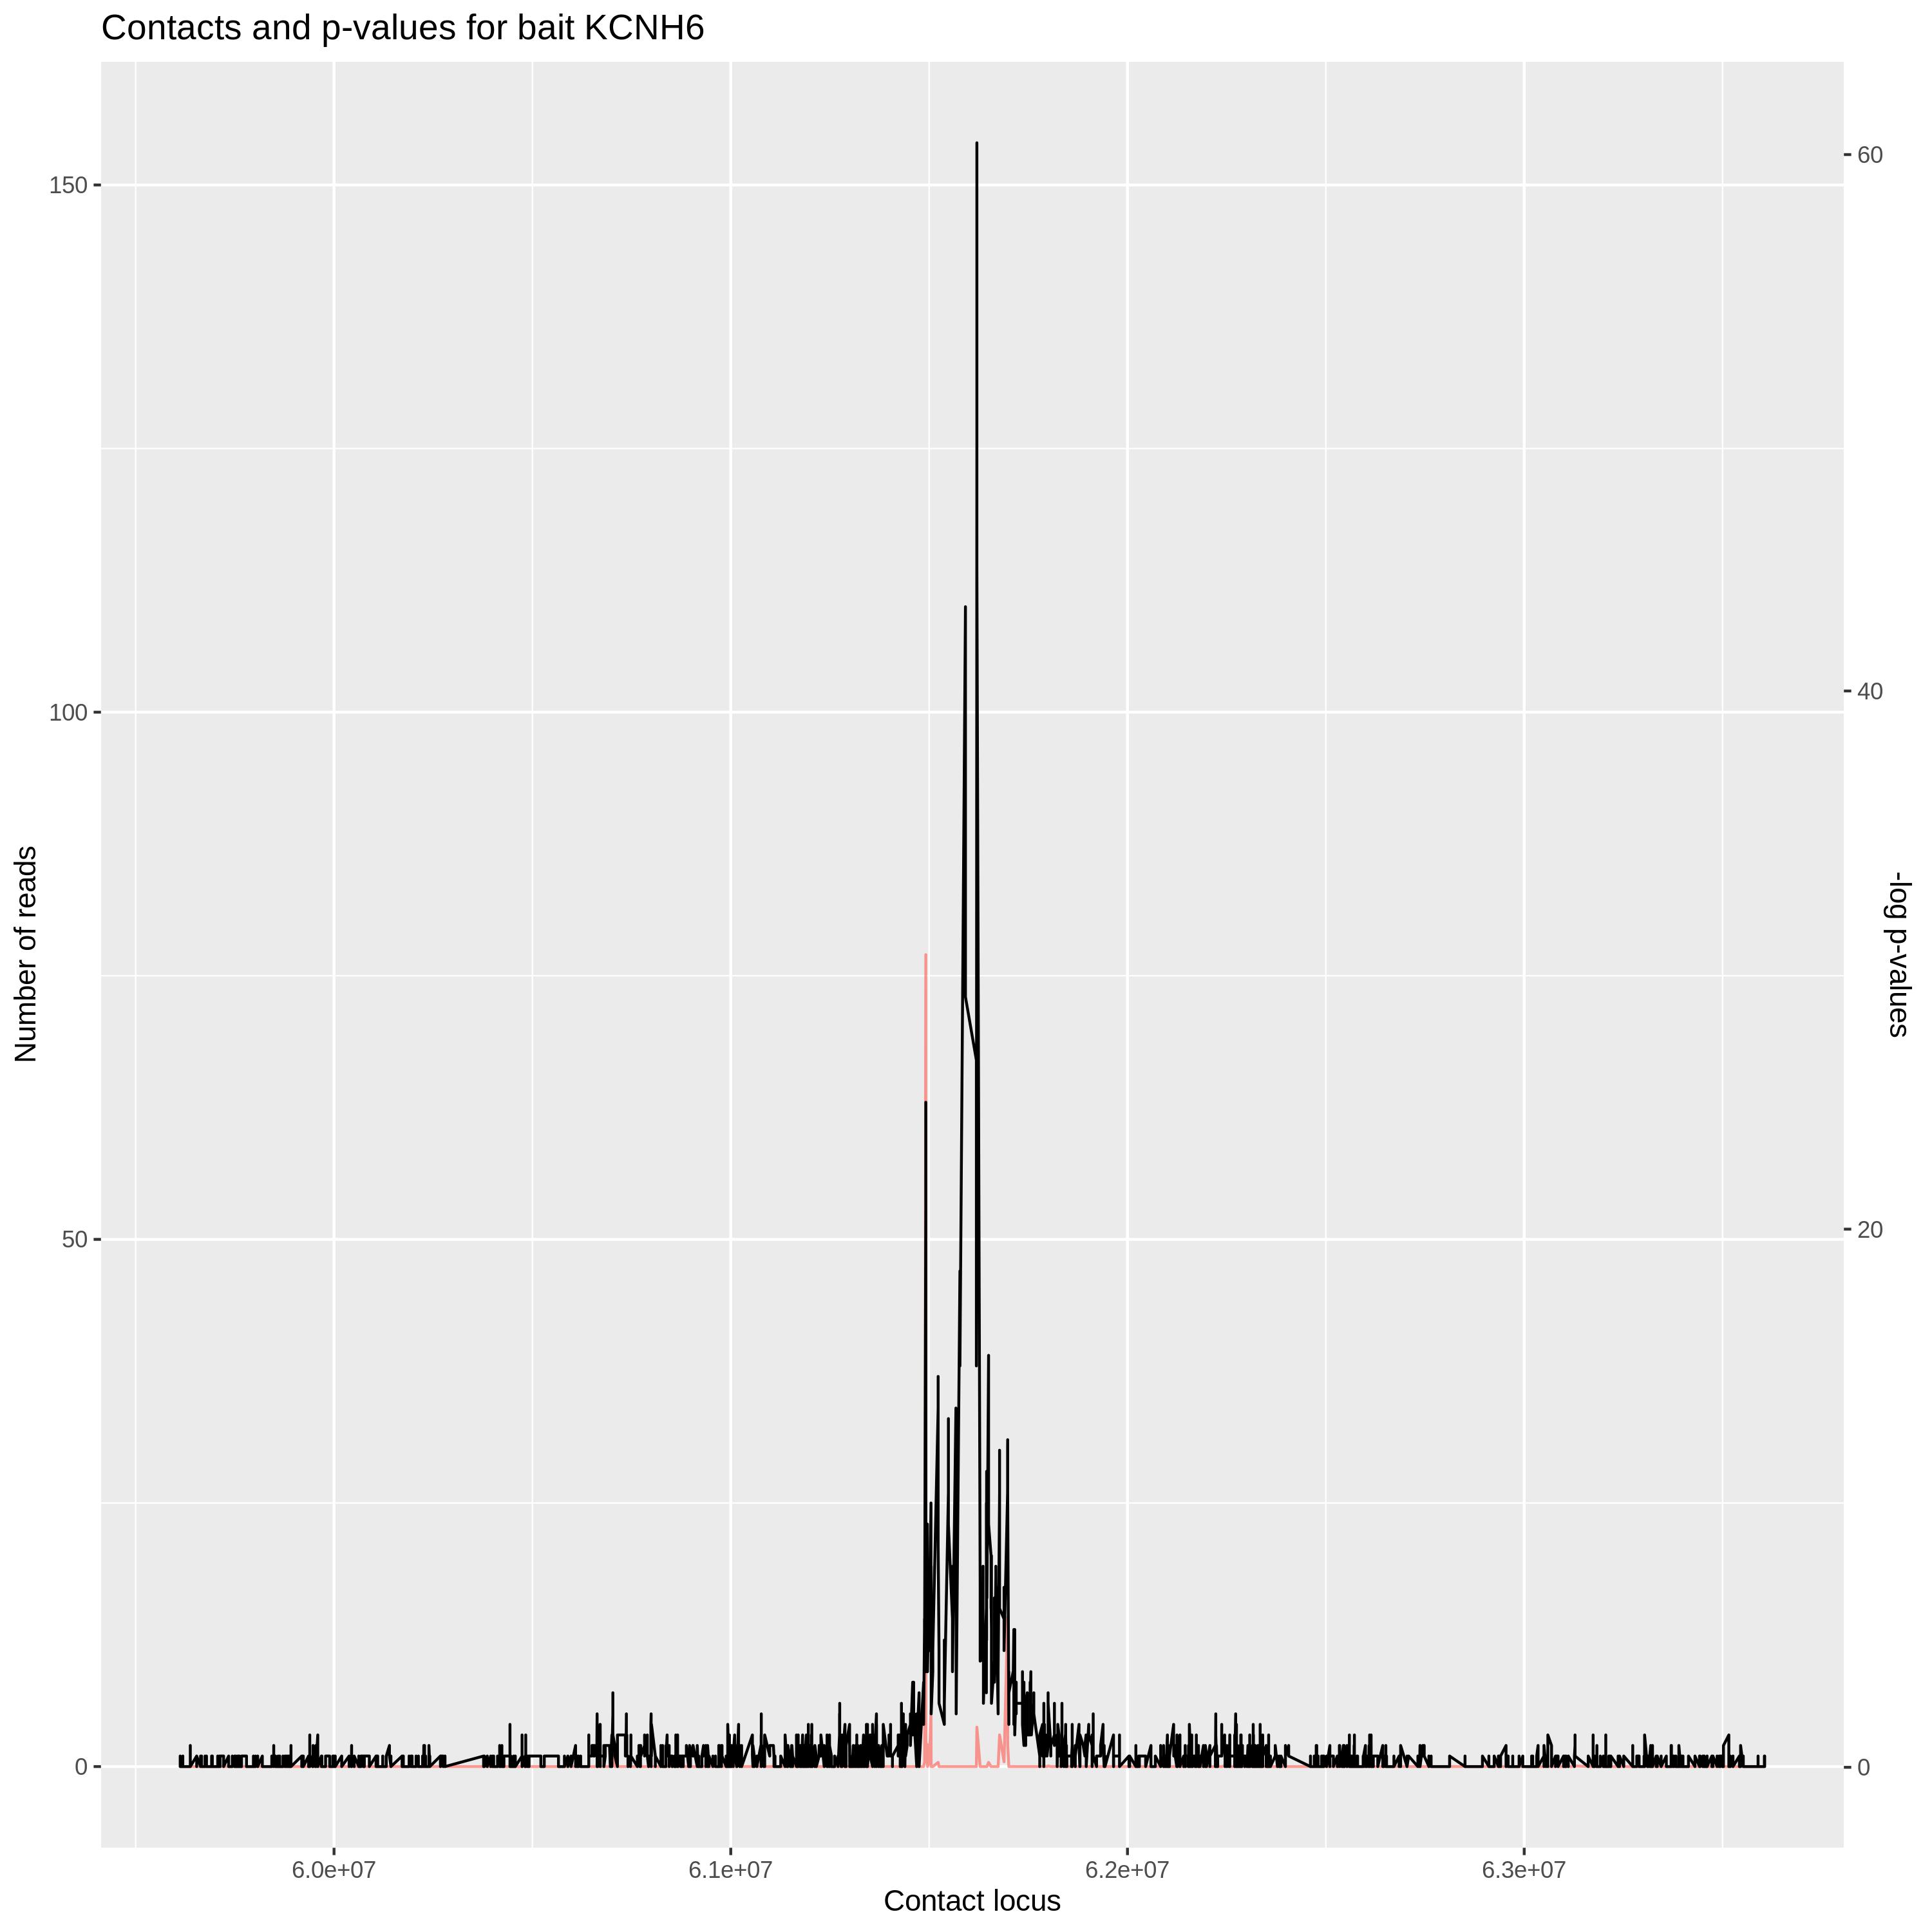 Contacts and p-values for bait KCNH6
150
100
50
0
Number of reads
60
40
20
0
-log p-values
6.0e+07
6.1e+07
6.2e+07
6.3e+07
Contact locus